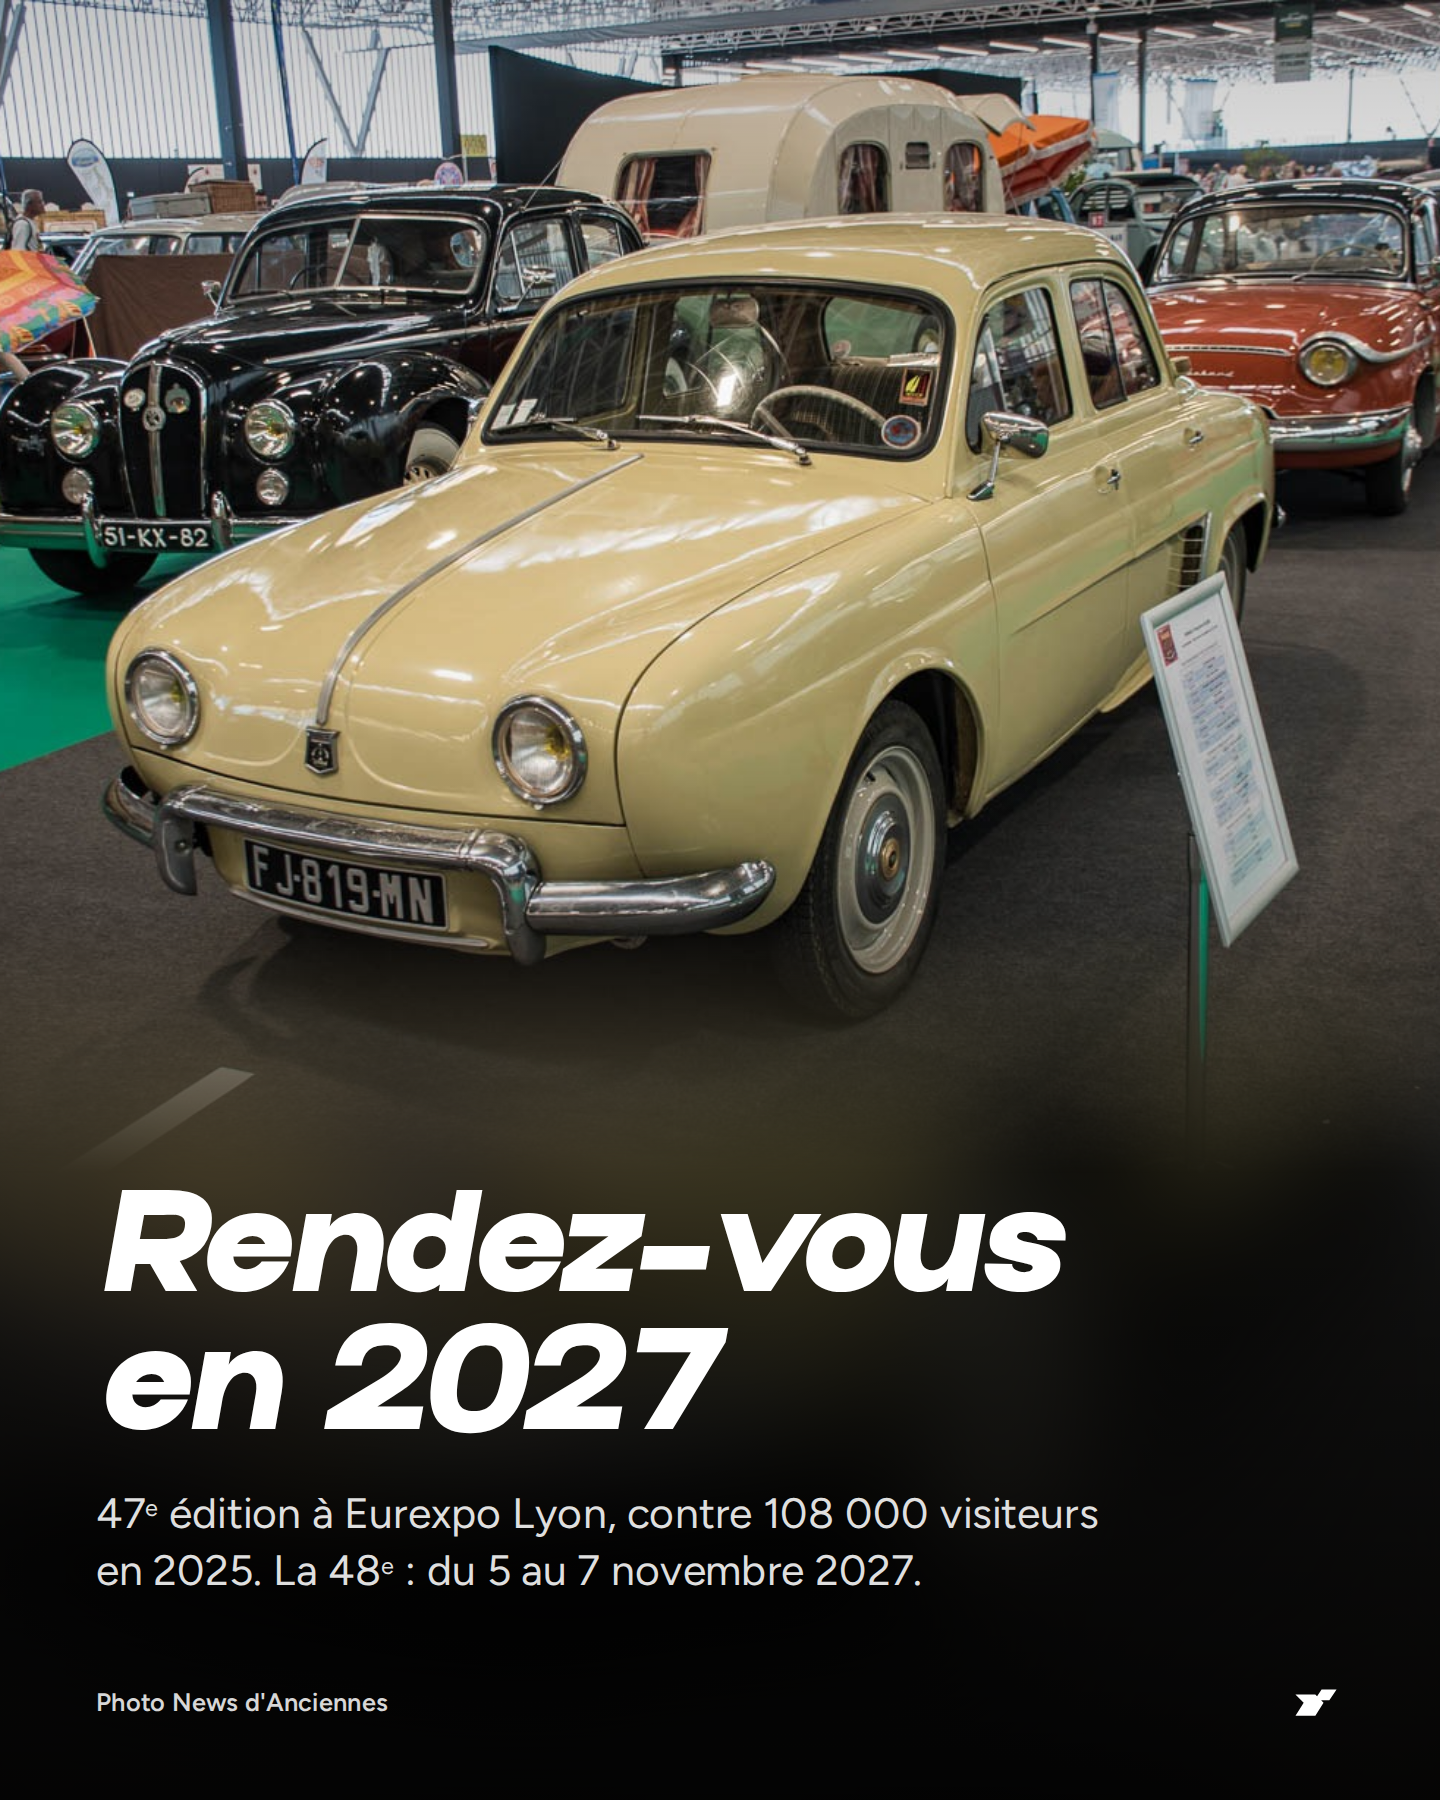 51-KX-82
FJ-819-MN
Rendez-vous
en 2027
47e édition à Eurexpo Lyon, contre 108 000 visiteurs
en 2025. La 48e : du 5 au 7 novembre 2027.
Photo News d'Anciennes